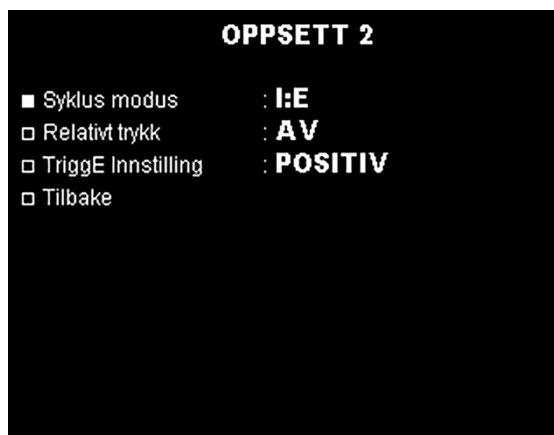 OPPSETT 2
Syklus modus : I:E
Relativt trykk : AV
TriggE Innstilling : POSITIV
Tilbake